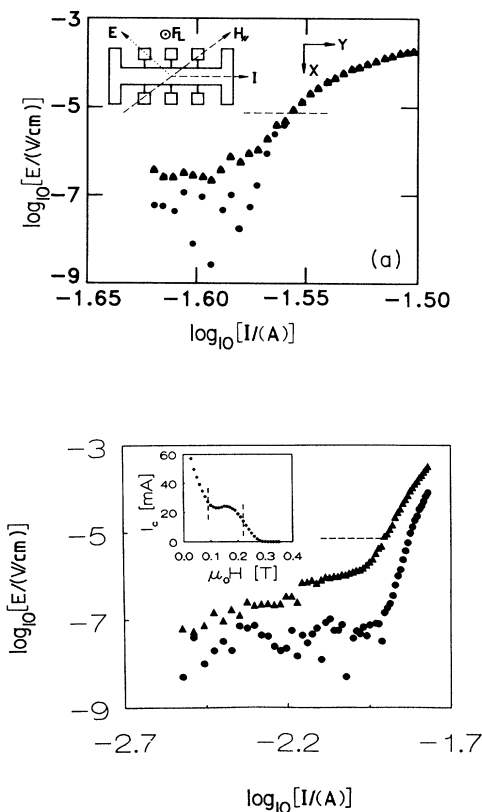 -3
-5
-7
-9
log₁₀[E/(V/cm)]
E
⊙F_L
H_∥
I
Y
X
(a)
-1.65
-1.60
-1.55
-1.50
log₁₀[I/(A)]
-3
-5
-7
-9
log₁₀[E/(V/cm)]
60
40
20
0
I_c [mA]
0.0
0.1
0.2
0.3
0.4
μ₀H [T]
-2.7
-2.2
-1.7
log₁₀[I/(A)]